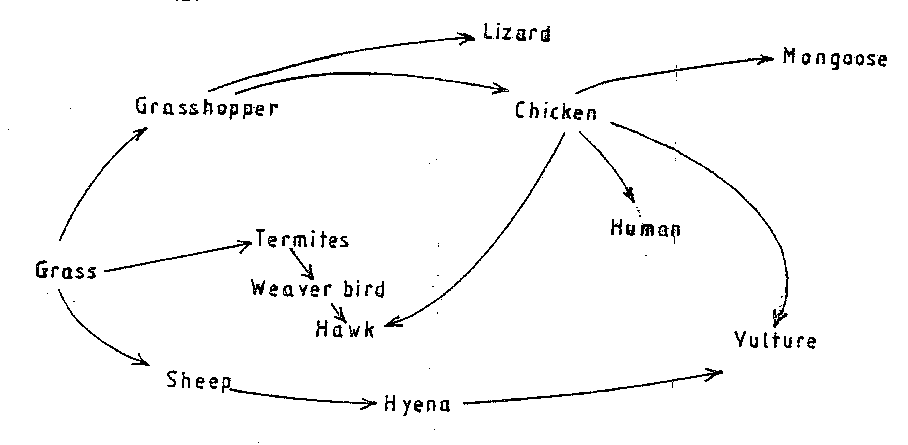 Lizard
Mongoose
Grasshopper
Chicken
Human
Termites
Grass
Weaver bird
Hawk
Vulture
Sheep
Hyena